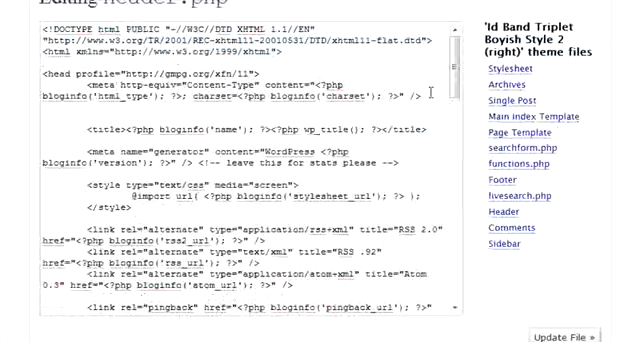 Editing header.php
<!DOCTYPE html PUBLIC "-//W3C//DTD XHTML 1.1//EN"
"http://www.w3.org/TR/2001/REC-xhtml11-20010531/DTD/xhtml11-flat.dtd">
<html xmlns="http://www.w3.org/1999/xhtml">
<head profile="http://gmpg.org/xfn/11">
<meta http-equiv="Content-Type" content="<?php
bloginfo('html_type'); ?>; charset=<?php bloginfo('charset'); ?>" />
<title><?php bloginfo('name'); ?><?php wp_title(); ?></title>
<meta name="generator" content="WordPress <?php
bloginfo('version'); ?>" /> <!-- leave this for stats please -->
<style type="text/css" media="screen">
@import url( <?php bloginfo('stylesheet_url'); ?> );
</style>
<link rel="alternate" type="application/rss+xml" title="RSS 2.0"
href="<?php bloginfo('rss2_url'); ?>" />
<link rel="alternate" type="text/xml" title="RSS .92"
href="<?php bloginfo('rss_url'); ?>" />
<link rel="alternate" type="application/atom+xml" title="Atom
0.3" href="<?php bloginfo('atom_url'); ?>" />
<link rel="pingback" href="<?php bloginfo('pingback_url'); ?>"
'Id Band Triplet
Boyish Style 2
(right)' theme files
Stylesheet
Archives
Single Post
Main index Template
Page Template
searchform.php
functions.php
Footer
livesearch.php
Header
Comments
Sidebar
Update File »